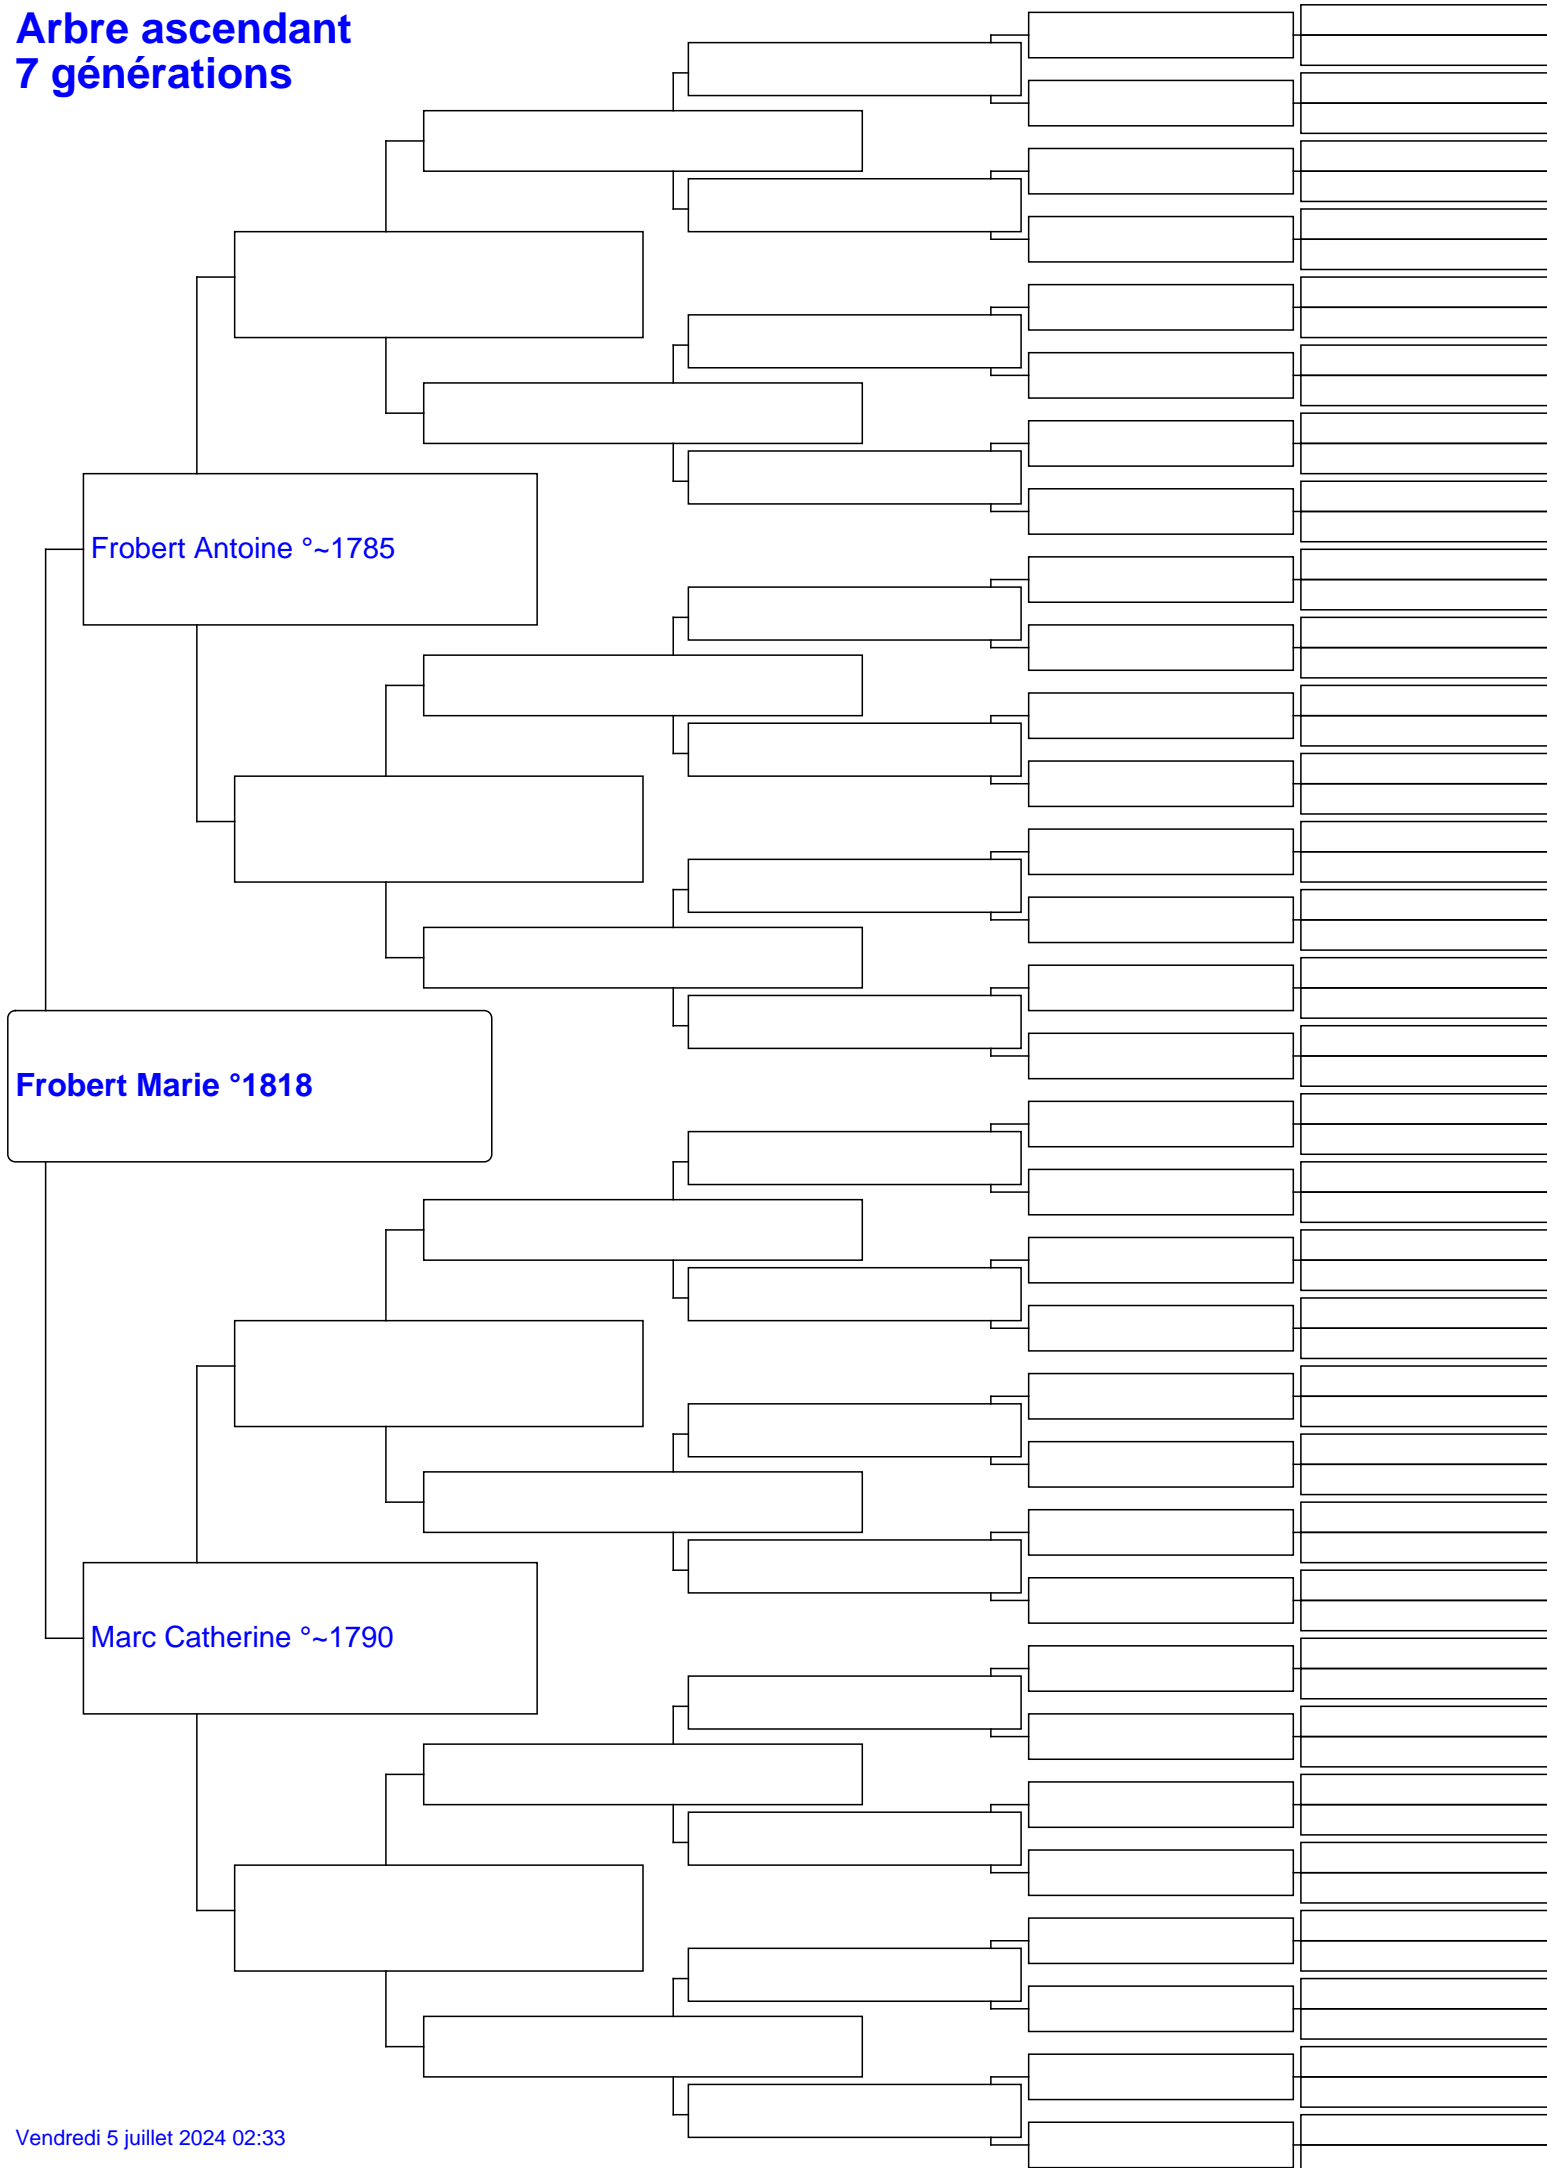 Arbre ascendant
7 générations
Frobert Antoine °~1785
Frobert Marie °1818
Marc Catherine °~1790
Vendredi 5 juillet 2024 02:33